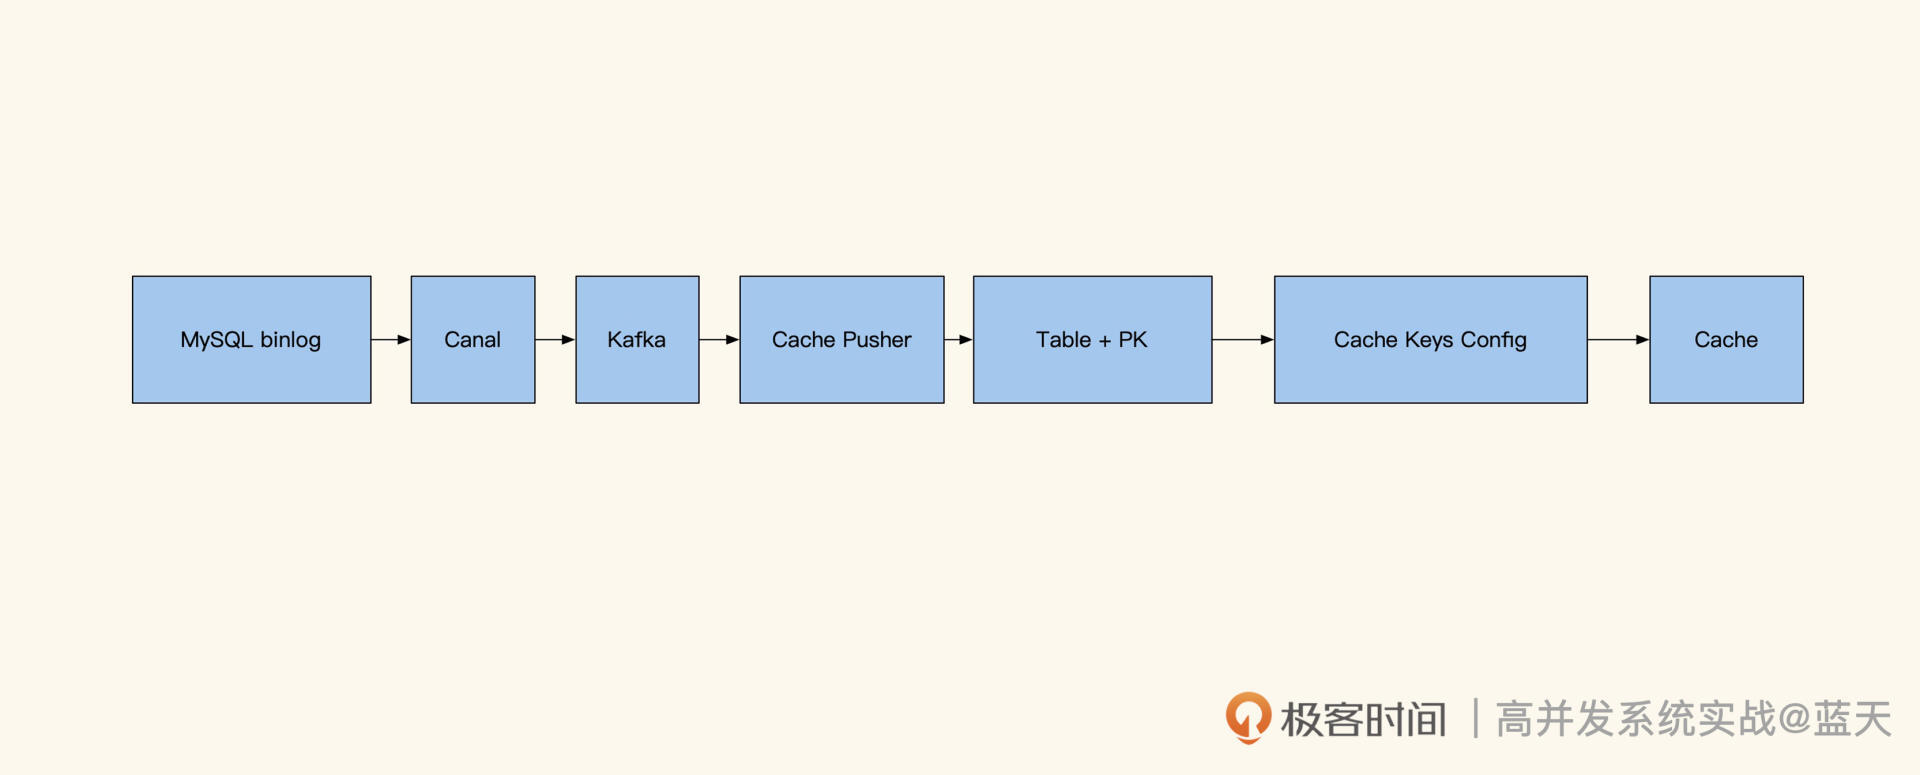 MySQL binlog
Canal
Kafka
Cache Pusher
Table + PK
Cache Keys Config
Cache
极客时间 | 高并发系统实战@蓝天